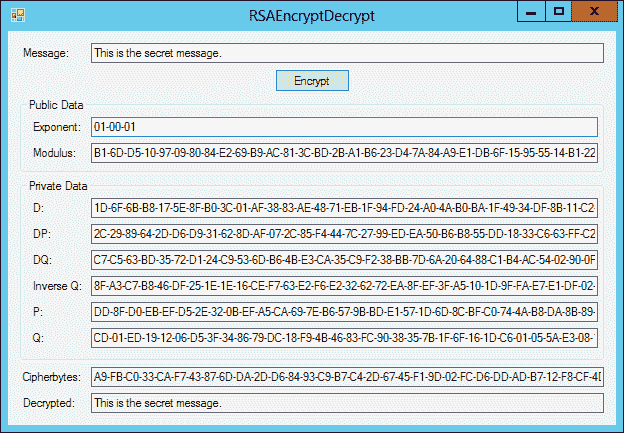 RSAEncryptDecrypt
Message: This is the secret message.
Encrypt
Public Data
Exponent: 01-00-01
Modulus: B1-6D-D5-10-97-09-80-84-E2-69-B9-AC-81-3C-BD-2B-A1-B6-23-D4-7A-84-A9-E1-DB-6F-15-95-55-14-B1-22
Private Data
D: 1D-6F-6B-B8-17-5E-8F-B0-3C-01-AF-38-83-AE-48-71-EB-1F-94-FD-24-A0-4A-B0-BA-1F-49-34-DF-8B-11-C2
DP: 2C-29-89-64-2D-D6-D9-31-62-8D-AF-07-2C-85-F4-44-7C-27-99-ED-EA-50-B6-B8-55-DD-18-33-C6-63-FF-C2
DQ: C7-C5-63-BD-35-72-D1-24-C9-53-6D-B6-4B-E3-CA-35-C9-F2-38-BB-7D-6A-20-64-88-C1-B4-AC-54-02-90-0F
Inverse Q: 8F-A3-C7-B8-46-DF-25-1E-1E-16-CE-F7-63-E2-F6-E2-32-62-72-EA-8F-EF-3F-A5-10-1D-9F-FA-E7-E1-DF-02-
P: DD-8F-D0-EB-EF-D5-2E-32-0B-EF-A5-CA-69-7E-B6-57-9B-BD-E1-57-1D-6D-8C-BF-C0-74-4A-B8-DA-8B-89-
Q: CD-01-ED-19-12-06-D5-3F-34-86-79-DC-18-F9-4B-46-83-FC-90-38-35-7B-1F-6F-16-1D-C6-01-05-5A-E3-08-
Cipherbytes: A9-FB-C0-33-CA-F7-43-87-6D-DA-2D-D6-84-93-C9-B7-C4-2D-67-45-F1-9D-02-FC-D6-DD-AD-B7-12-F8-CF-4D
Decrypted: This is the secret message.